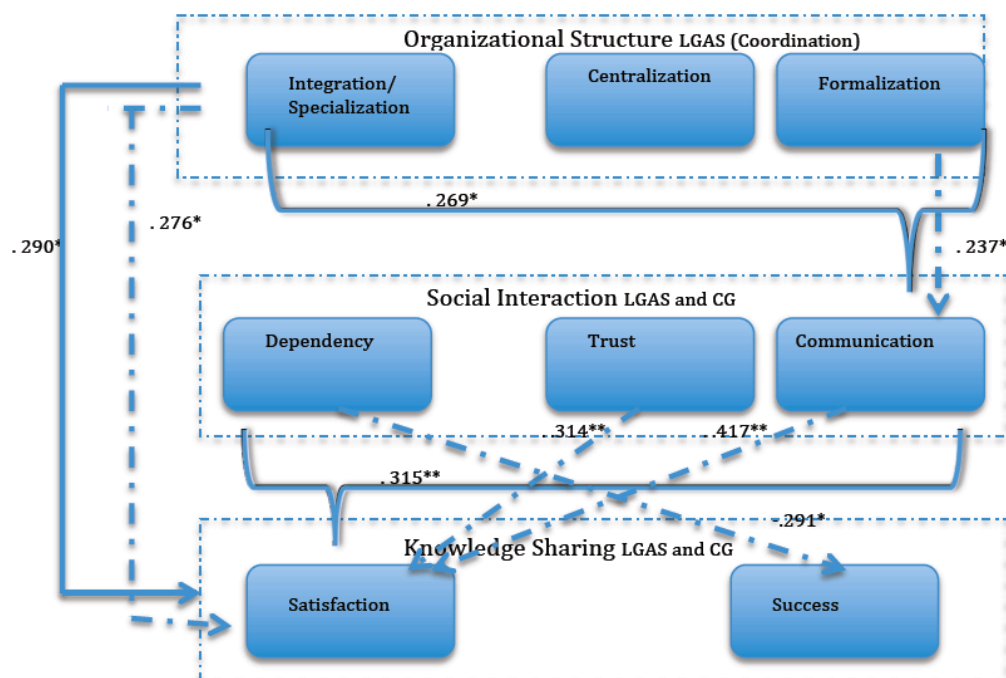 Organizational Structure LGAS (Coordination)
Integration/
Specialization
Centralization
Formalization
. 269*
. 276*
. 290*
. 237*
Social Interaction LGAS and CG
Dependency
Trust
Communication
. .314**
. .417**
. 315**
-.291*
Knowledge Sharing LGAS and CG
Satisfaction
Success